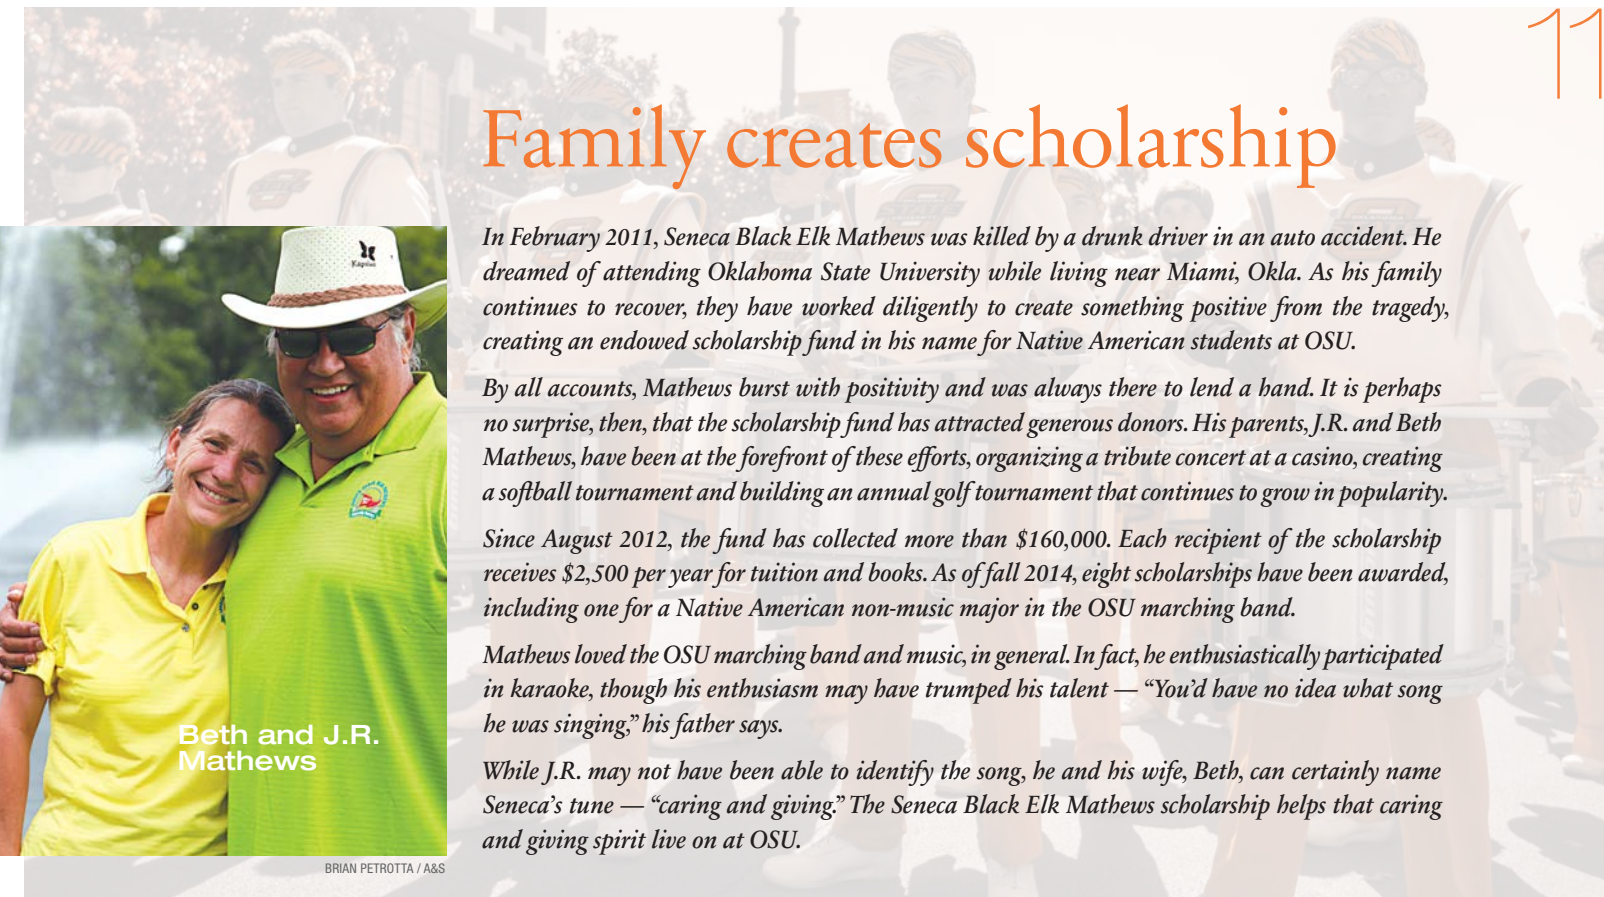 11
Family creates scholarship
In February 2011, Seneca Black Elk Mathews was killed by a drunk driver in an auto accident. He
dreamed of attending Oklahoma State University while living near Miami, Okla. As his family
continues to recover, they have worked diligently to create something positive from the tragedy,
creating an endowed scholarship fund in his name for Native American students at OSU.
By all accounts, Mathews burst with positivity and was always there to lend a hand. It is perhaps
no surprise, then, that the scholarship fund has attracted generous donors. His parents, J.R. and Beth
Mathews, have been at the forefront of these efforts, organizing a tribute concert at a casino, creating
a softball tournament and building an annual golf tournament that continues to grow in popularity.
Since August 2012, the fund has collected more than $160,000. Each recipient of the scholarship
receives $2,500 per year for tuition and books. As of fall 2014, eight scholarships have been awarded,
including one for a Native American non-music major in the OSU marching band.
Mathews loved the OSU marching band and music, in general. In fact, he enthusiastically participated
in karaoke, though his enthusiasm may have trumped his talent — “You’d have no idea what song
he was singing,” his father says.
While J.R. may not have been able to identify the song, he and his wife, Beth, can certainly name
Seneca’s tune — “caring and giving.” The Seneca Black Elk Mathews scholarship helps that caring
and giving spirit live on at OSU.
Beth and J.R.
Mathews
BRIAN PETROTTA / A&S